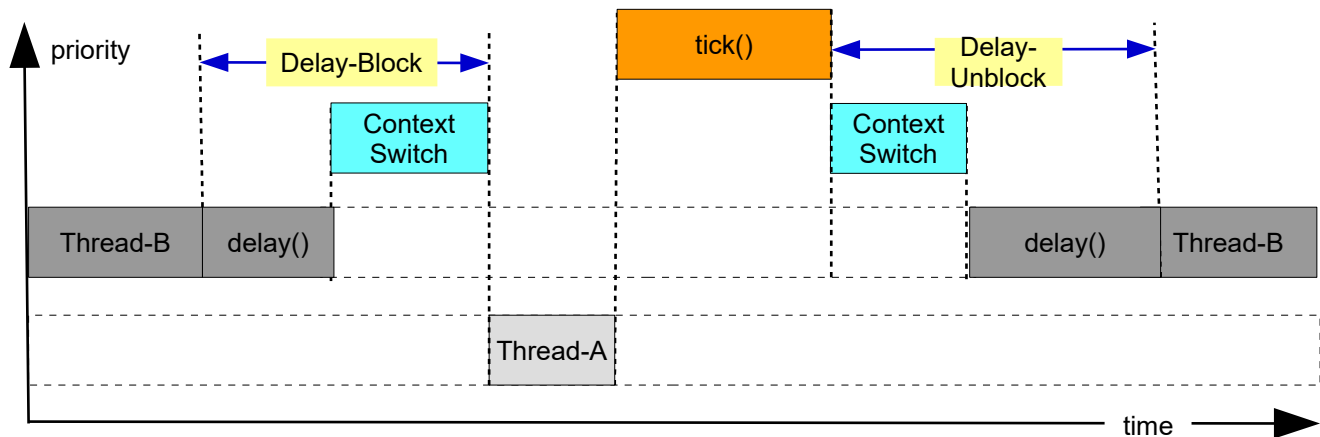 priority
Delay-Block
tick()
Delay-
Unblock
Context
Switch
Context
Switch
Thread-B
delay()
delay()
Thread-B
Thread-A
time